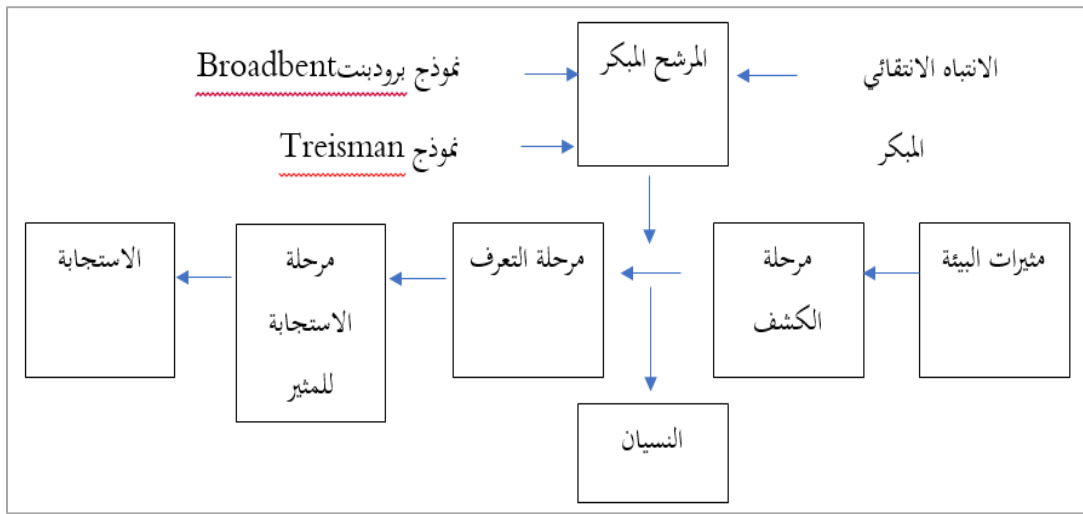 الانتباه الانتقائي
المبكر
المرشح المبكر
نموذج برودبنتBroadbent
نموذج Treisman
مثيرات البيئة
مرحلة
الكشف
مرحلة التعرف
مرحلة
الاستجابة
للمثير
الاستجابة
النسيان